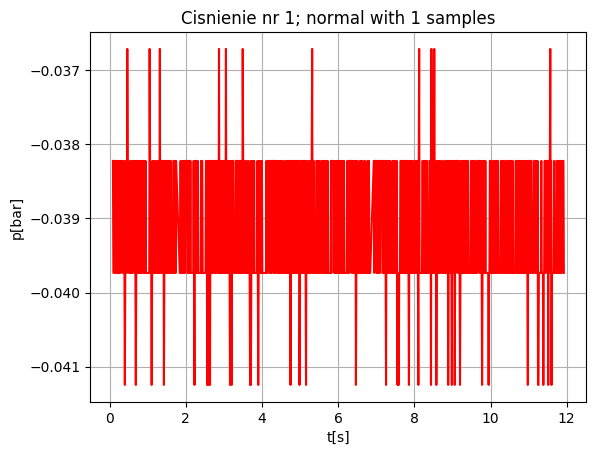 Cisnienie nr 1; normal with 1 samples
−0.037
−0.038
−0.039
−0.040
−0.041
p[bar]
0 2 4 6 8 10 12
t[s]